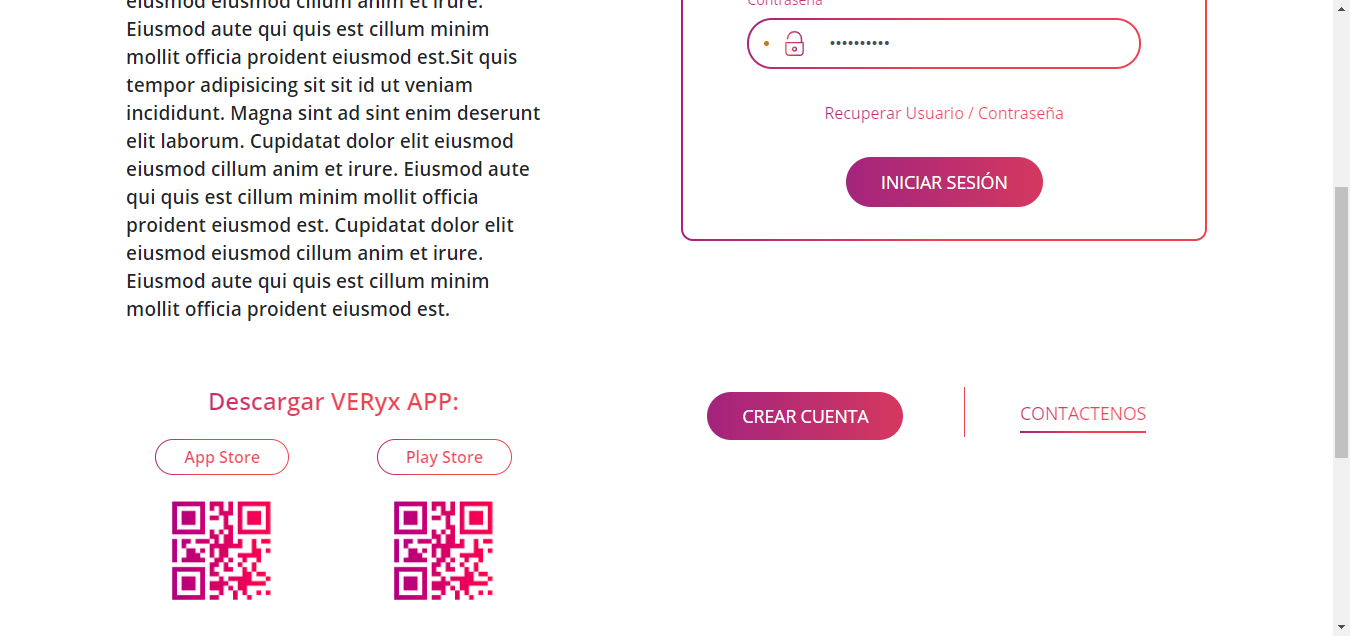 eiusmod eiusmod cillum anim et irure.
Eiusmod aute qui quis est cillum minim
mollit officia proident eiusmod est.Sit quis
tempor adipisicing sit sit id ut veniam
incididunt. Magna sint ad sint enim deserunt
elit laborum. Cupidatat dolor elit eiusmod
eiusmod cillum anim et irure. Eiusmod aute
qui quis est cillum minim mollit officia
proident eiusmod est. Cupidatat dolor elit
eiusmod eiusmod cillum anim et irure.
Eiusmod aute qui quis est cillum minim
mollit officia proident eiusmod est.
Contraseña
••••••••••
Recuperar Usuario / Contraseña
INICIAR SESIÓN
Descargar VERyx APP:
App Store
Play Store
CREAR CUENTA
CONTACTENOS